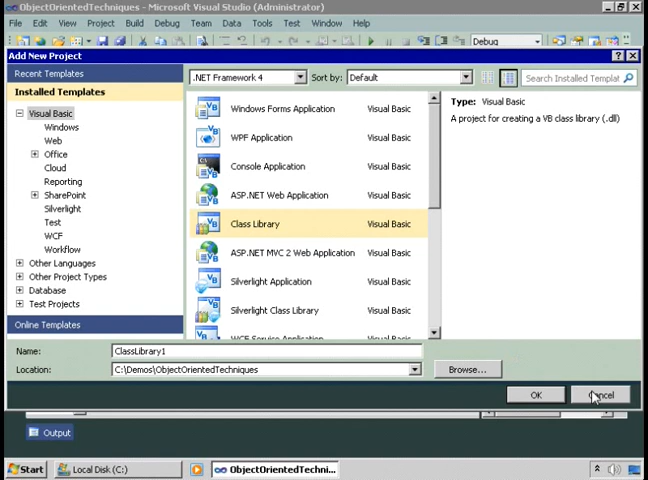 ObjectOrientedTechniques - Microsoft Visual Studio (Administrator)
File Edit View Project Build Debug Team Data Tools Test Window Help
Debug
Add New Project
Recent Templates
.NET Framework 4
Sort by: Default
Search Installed Templat
Installed Templates
Visual Basic
Windows
Web
Office
Cloud
Reporting
SharePoint
Silverlight
Test
WCF
Workflow
Other Languages
Other Project Types
Database
Test Projects
Online Templates
Windows Forms Application Visual Basic
WPF Application Visual Basic
Console Application Visual Basic
ASP.NET Web Application Visual Basic
Class Library Visual Basic
ASP.NET MVC 2 Web Application Visual Basic
Silverlight Application Visual Basic
Silverlight Class Library Visual Basic
WCF Service Application Visual Basic
Type: Visual Basic
A project for creating a VB class library (.dll)
Name: ClassLibrary1
Location: C:\Demos\ObjectOrientedTechniques
Browse...
OK Cancel
Output
Start Local Disk (C:) ObjectOrientedTechni...